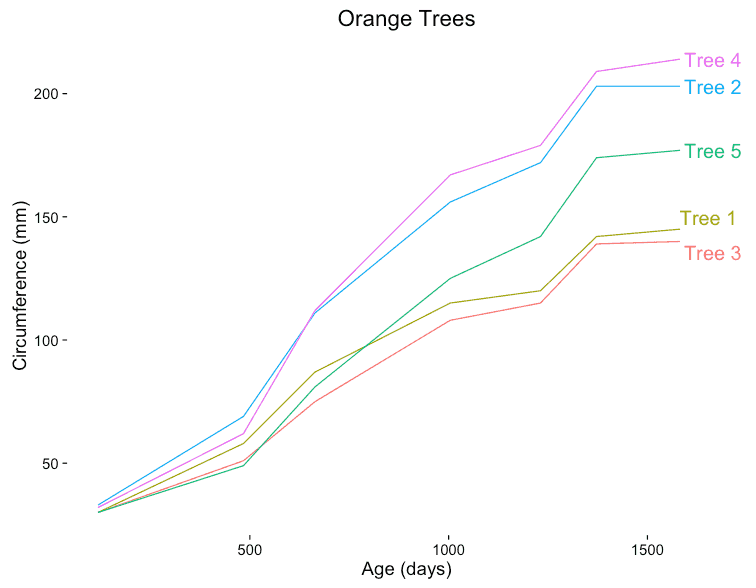 Orange Trees
Circumference (mm)
200
150
100
50
Tree 4
Tree 2
Tree 5
Tree 1
Tree 3
500 1000 1500
Age (days)